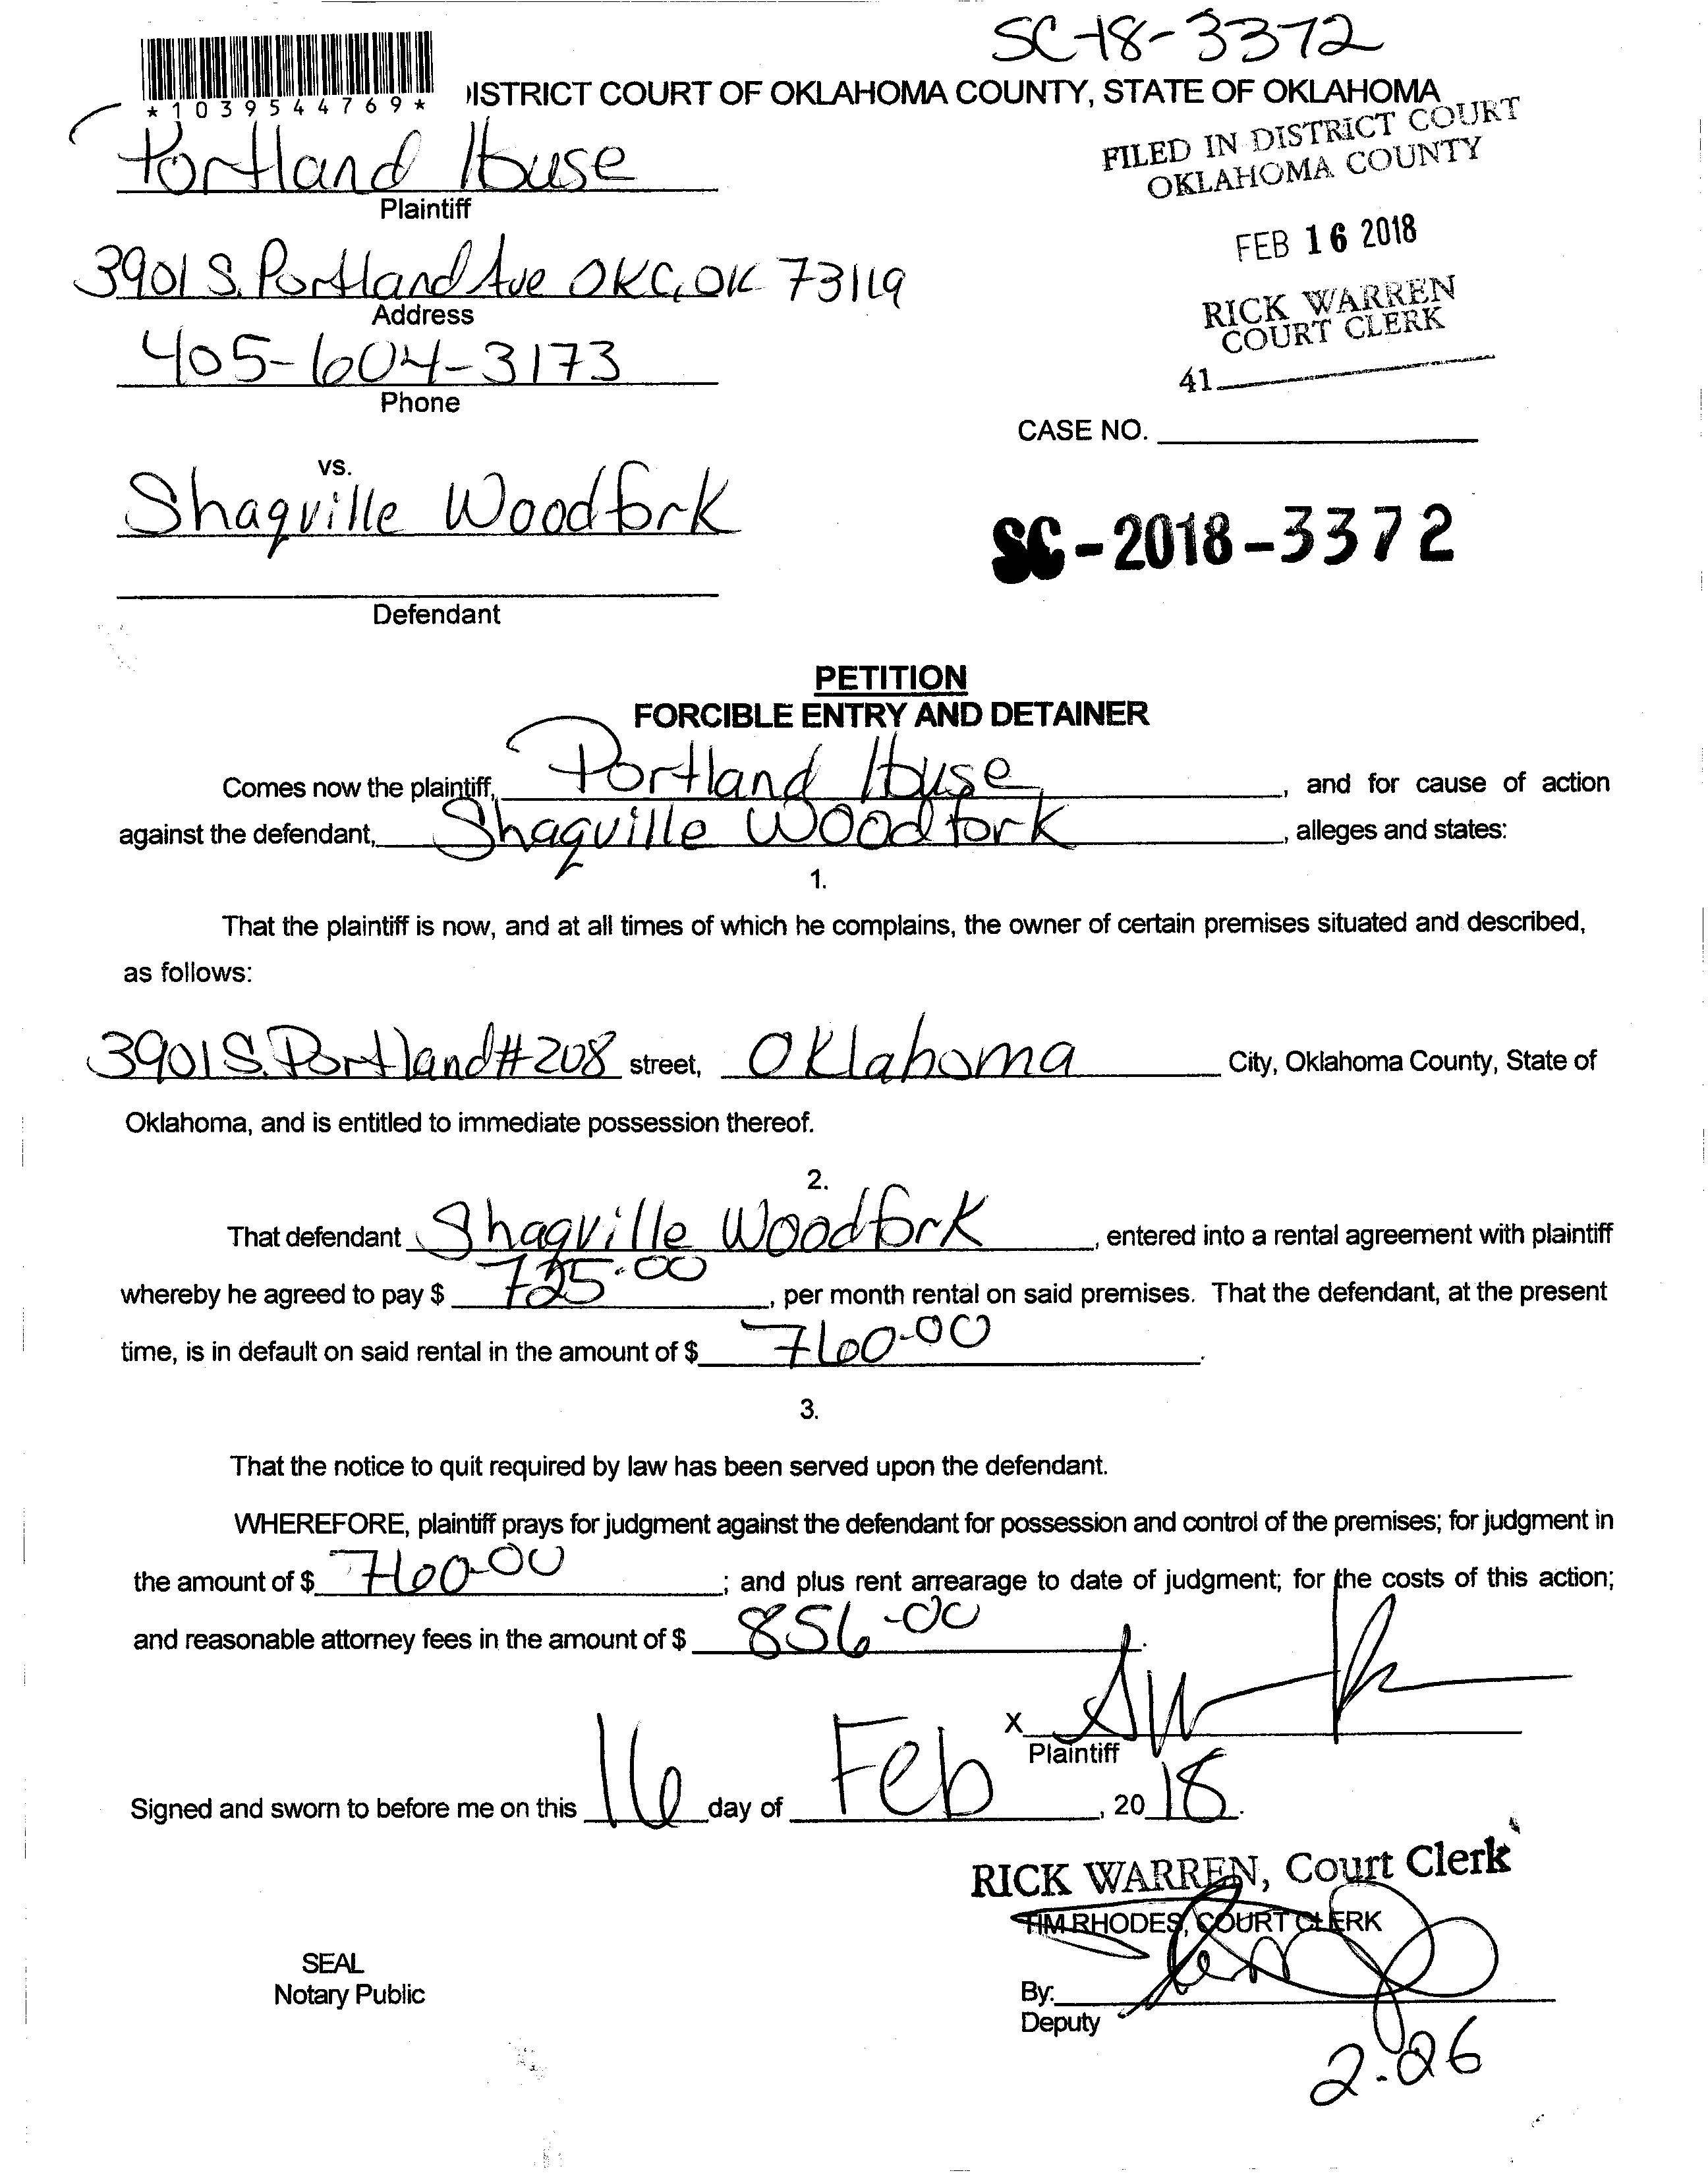 SC-18-3372
*1039544769*
ISTRICT COURT OF OKLAHOMA COUNTY, STATE OF OKLAHOMA
FILED IN DISTRICT COURT
OKLAHOMA COUNTY
Portland House
Plaintiff
FEB 16 2018
3901 S. Portland Ave OKC, OK 73119
Address
RICK WARREN
COURT CLERK
405-604-3173
Phone
41
CASE NO.
vs.
Shaqville Woodfork
SC-2018-3372
Defendant
PETITION
FORCIBLE ENTRY AND DETAINER
Comes now the plaintiff, Portland House, and for cause of action
against the defendant, Shaqville Woodfork, alleges and states:
1.
That the plaintiff is now, and at all times of which he complains, the owner of certain premises situated and described,
as follows:
3901 S. Portland #208 street, Oklahoma City, Oklahoma County, State of
Oklahoma, and is entitled to immediate possession thereof.
2.
That defendant Shaqville Woodfork, entered into a rental agreement with plaintiff
whereby he agreed to pay $ 725.00, per month rental on said premises. That the defendant, at the present
time, is in default on said rental in the amount of $ 760-00.
3.
That the notice to quit required by law has been served upon the defendant.
WHEREFORE, plaintiff prays for judgment against the defendant for possession and control of the premises; for judgment in
the amount of $ 760-00; and plus rent arrearage to date of judgment; for the costs of this action;
and reasonable attorney fees in the amount of $ 856-00.
X
Plaintiff
Signed and sworn to before me on this 16 day of Feb, 20 18.
RICK WARREN, Court Clerk
TIM RHODES, COURT CLERK
SEAL
Notary Public
By:
Deputy
2-26